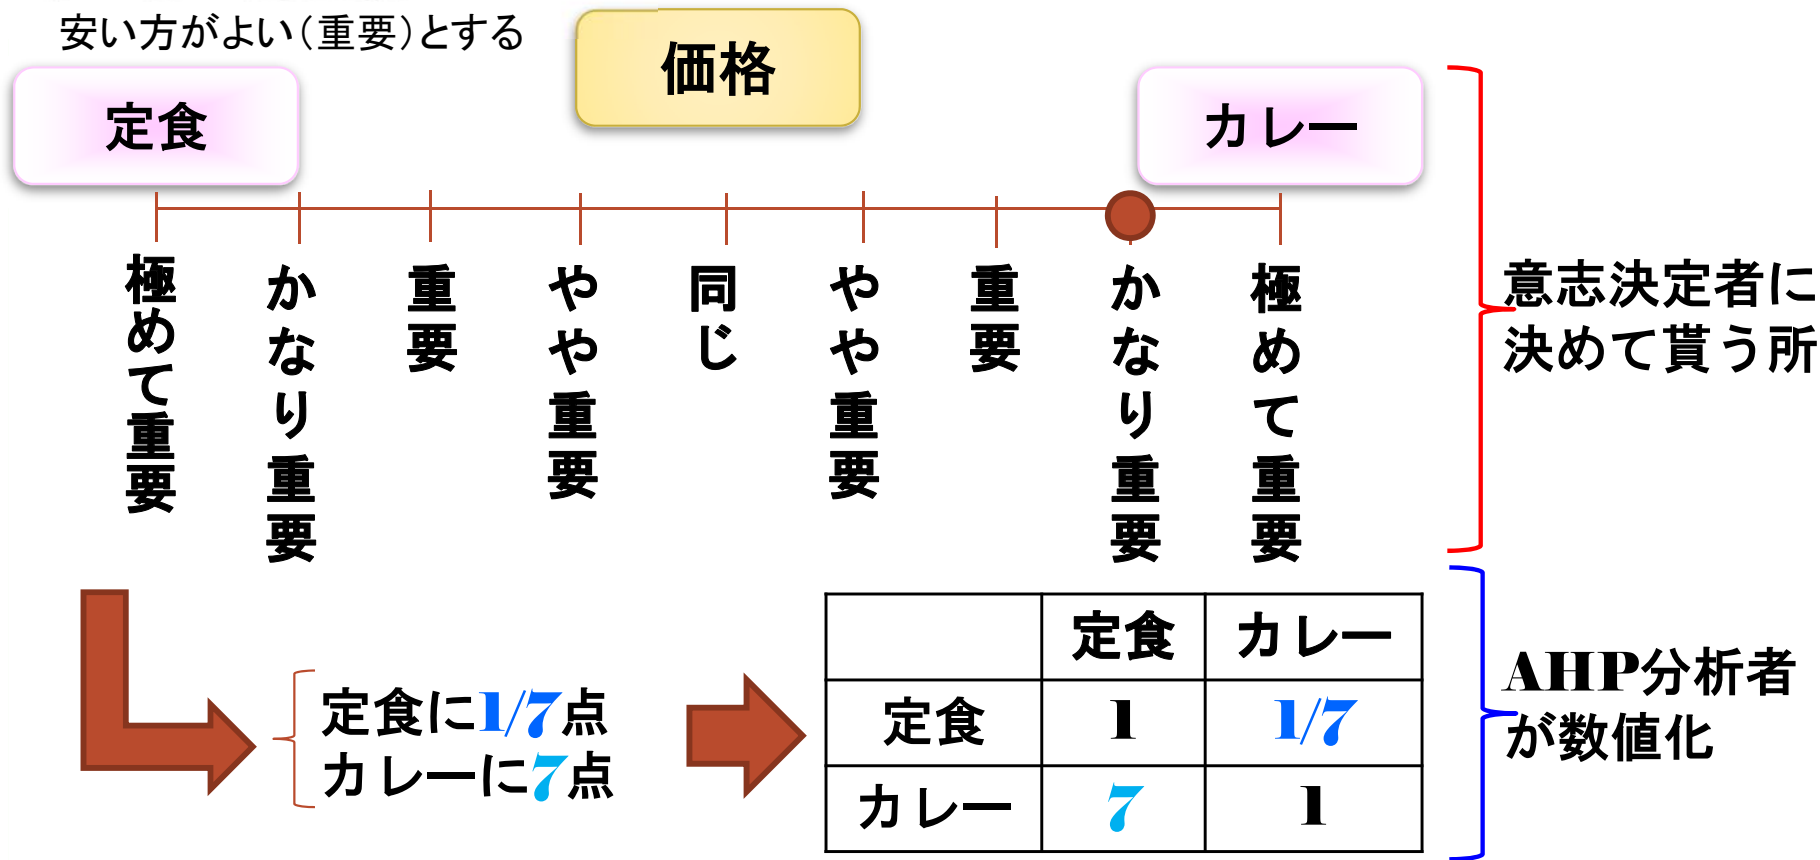 安い方がよい（重要）とする
価格
定食
カレー
極めて重要
かなり重要
重要
やや重要
同じ
やや重要
重要
かなり重要
極めて重要
意志決定者に
決めて貰う所
定食に1/7点
カレーに7点
定食 カレー
定食 1 1/7
カレー 7 1
AHP分析者
が数値化